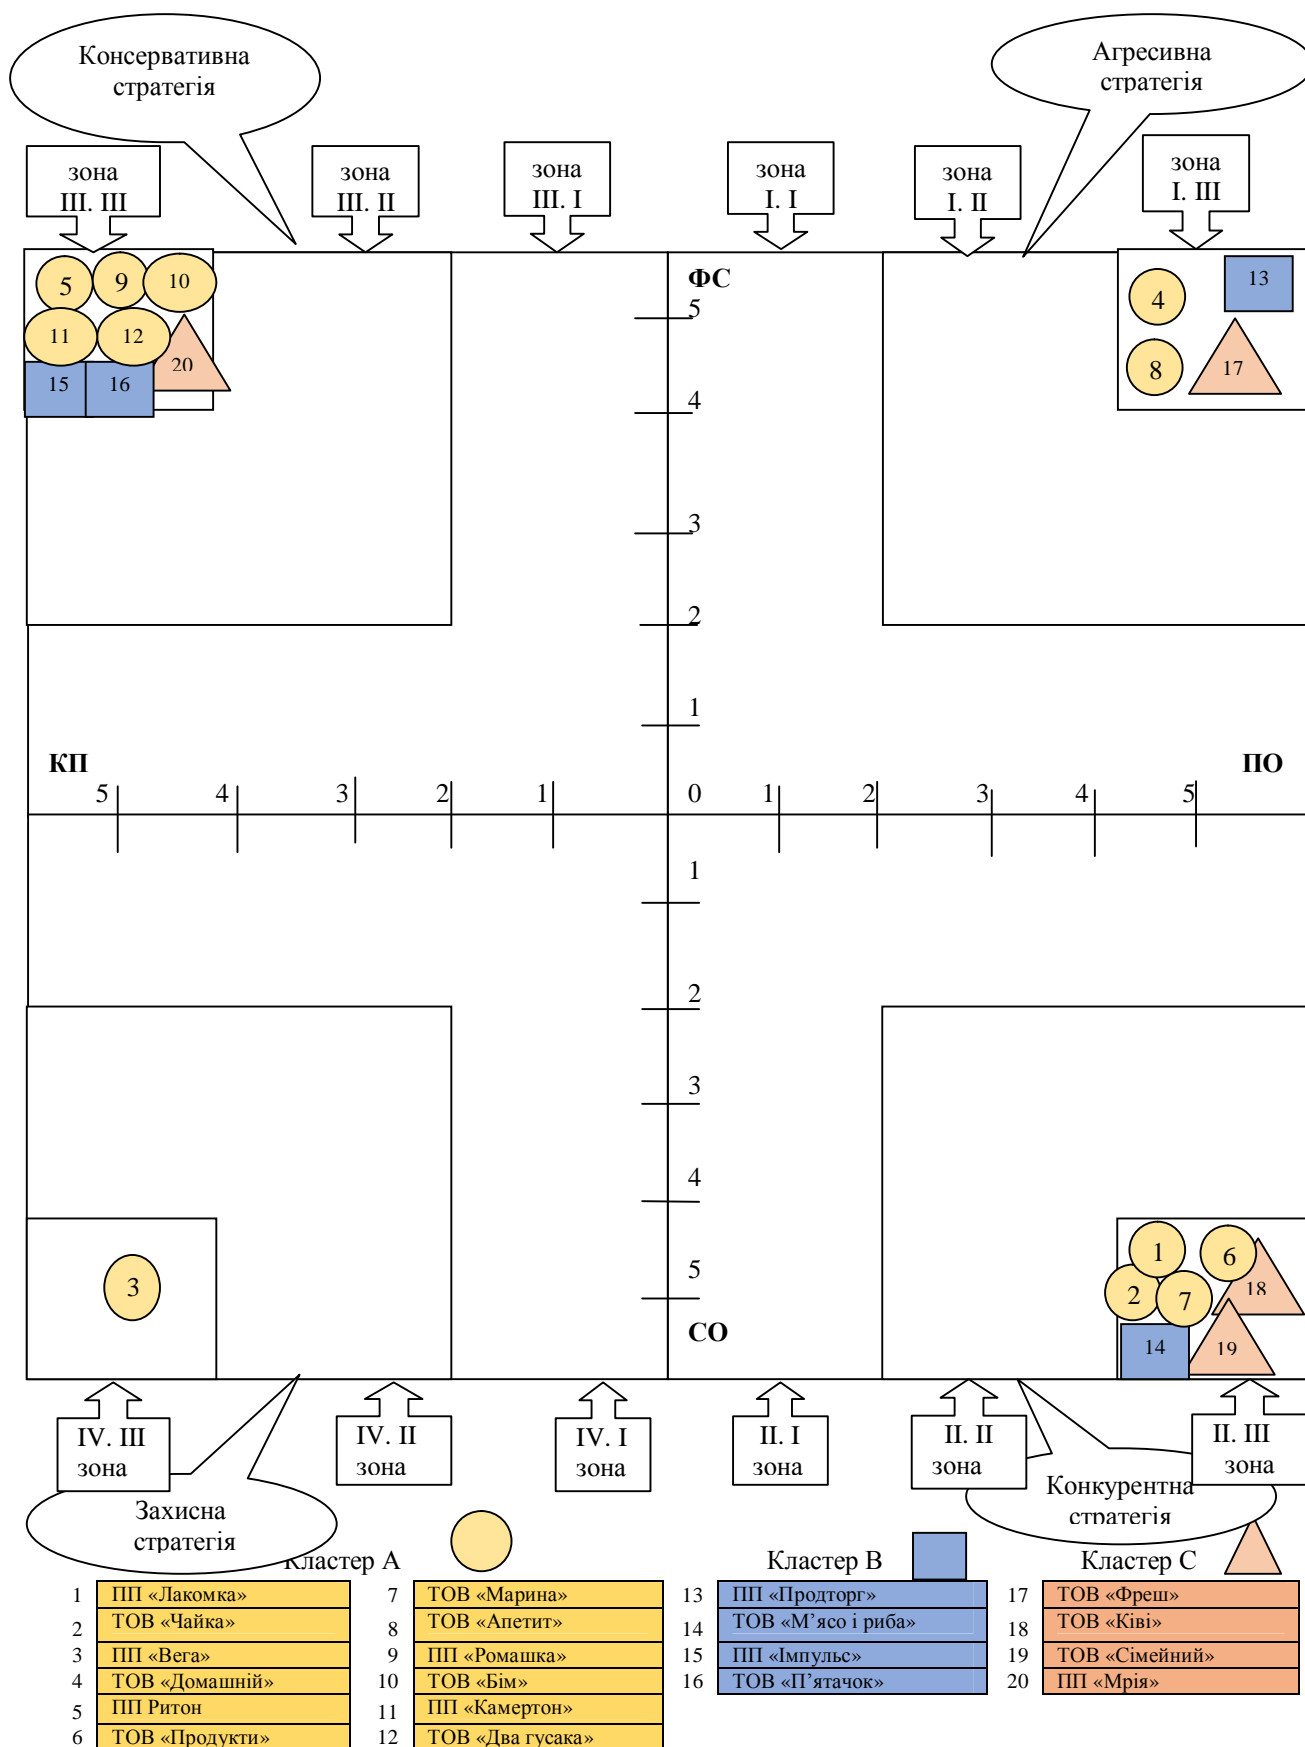 Консервативна
стратегія
Агресивна
стратегія
зона
III. III
зона
III. II
зона
III. I
зона
I. I
зона
I. II
зона
I. III
5
9
10
11
12
20
15
16
4
13
8
17
ФС
5
4
3
2
1
КП
ПО
5
4
3
2
1
0
1
2
3
4
5
1
2
3
4
5
СО
3
1
6
2
7
18
14
19
IV. III
зона
IV. II
зона
IV. I
зона
II. I
зона
II. II
зона
II. III
зона
Захисна
стратегія
Конкурентна
стратегія
Кластер А
Кластер В
Кластер С
1 ПП «Лакомка»
2 ТОВ «Чайка»
3 ПП «Вега»
4 ТОВ «Домашній»
5 ПП Ритон
6 ТОВ «Продукти»
7 ТОВ «Марина»
8 ТОВ «Апетит»
9 ПП «Ромашка»
10 ТОВ «Бім»
11 ПП «Камертон»
12 ТОВ «Два гусака»
13 ПП «Продторг»
14 ТОВ «М’ясо і риба»
15 ПП «Імпульс»
16 ТОВ «П’ятачок»
17 ТОВ «Фреш»
18 ТОВ «Ківі»
19 ТОВ «Сімейний»
20 ПП «Мрія»